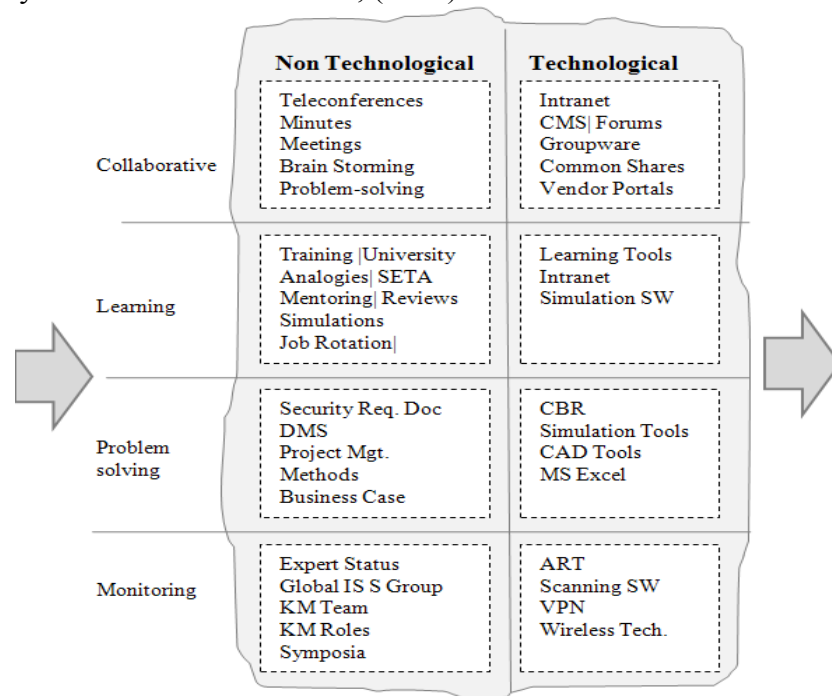 Non Technological
Technological
Collaborative
Teleconferences
Minutes
Meetings
Brain Storming
Problem-solving
Intranet
CMS| Forums
Groupware
Common Shares
Vendor Portals
Learning
Training |University
Analogies| SETA
Mentoring| Reviews
Simulations
Job Rotation|
Learning Tools
Intranet
Simulation SW
Problem
solving
Security Req. Doc
DMS
Project Mgt.
Methods
Business Case
CBR
Simulation Tools
CAD Tools
MS Excel
Monitoring
Expert Status
Global IS S Group
KM Team
KM Roles
Symposia
ART
Scanning SW
VPN
Wireless Tech.